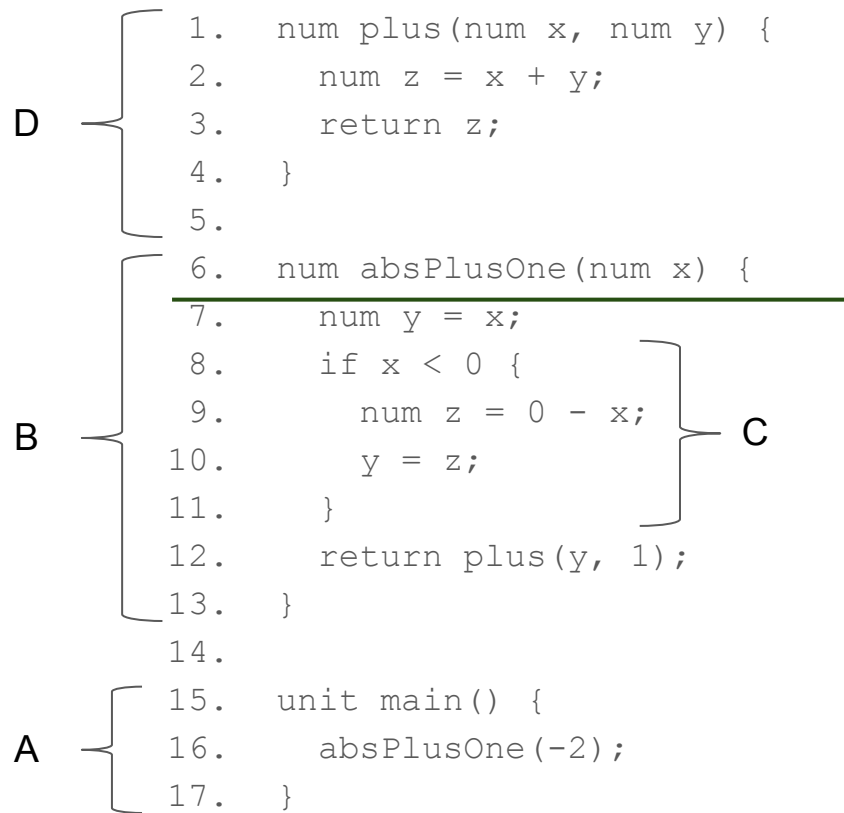 1. num plus(num x, num y) {
2. num z = x + y;
D 3. return z;
4. }
5.
6. num absPlusOne(num x) {
7. num y = x;
8. if x < 0 {
9. num z = 0 - x;
B 10. y = z; C
11. }
12. return plus(y, 1);
13. }
14.
15. unit main() {
A 16. absPlusOne(-2);
17. }